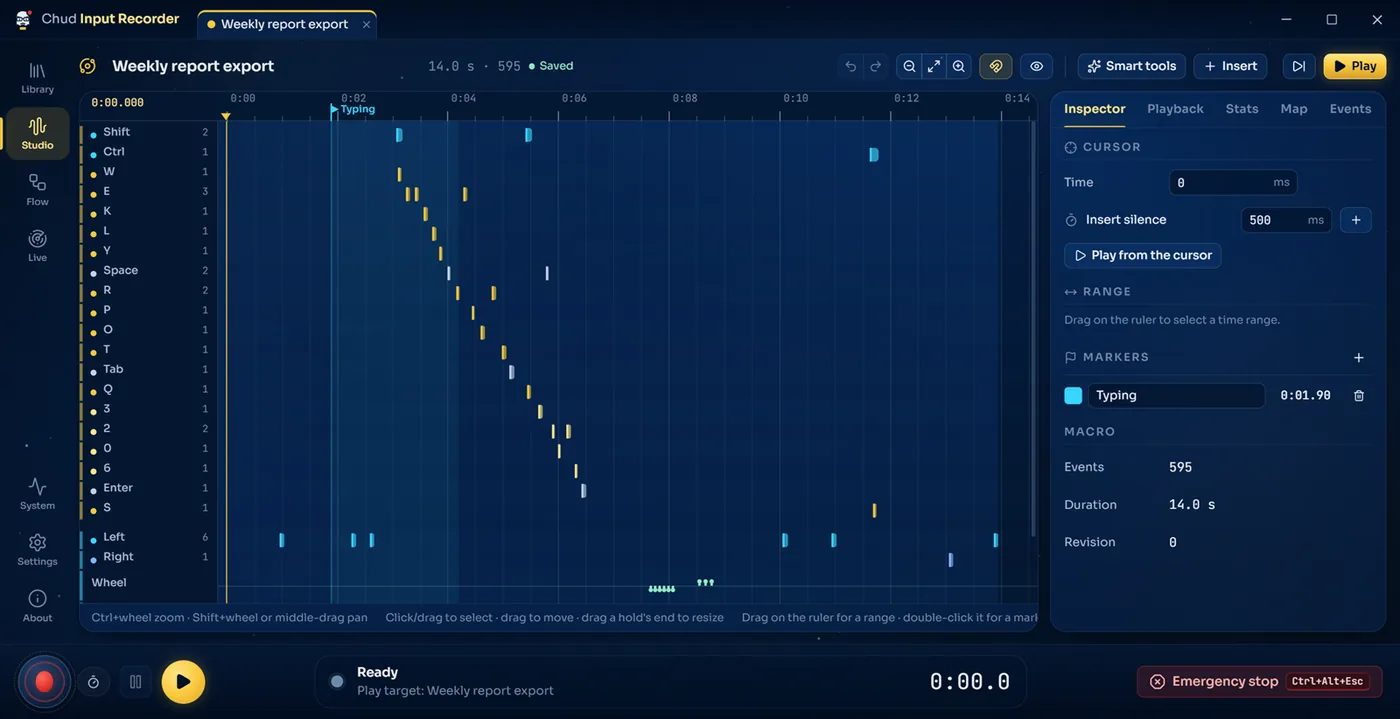 Chud Input Recorder
Weekly report export
Library
Studio
Flow
Live
System
Settings
About
Weekly report export
14.0 s · 595 Saved
Smart tools
Insert
Play
0:00.000
0:00 0:02 0:04 0:06 0:08 0:10 0:12 0:14
Typing
Shift 2
Ctrl 1
W 1
E 3
K 1
L 1
Y 1
Space 2
R 2
P 1
O 1
T 1
Tab 1
Q 1
3 1
2 2
0 1
6 1
Enter 1
S 1
Left 6
Right 1
Wheel
Ctrl+wheel zoom · Shift+wheel or middle-drag pan Click/drag to select · drag to move · drag a hold's end to resize Drag on the ruler for a range · double-click it for a mar
Inspector Playback Stats Map Events
CURSOR
Time 0 ms
Insert silence 500 ms
Play from the cursor
RANGE
Drag on the ruler to select a time range.
MARKERS
Typing 0:01.90
MACRO
Events 595
Duration 14.0 s
Revision 0
Ready
Play target: Weekly report export
0:00.0
Emergency stop Ctrl+Alt+Esc